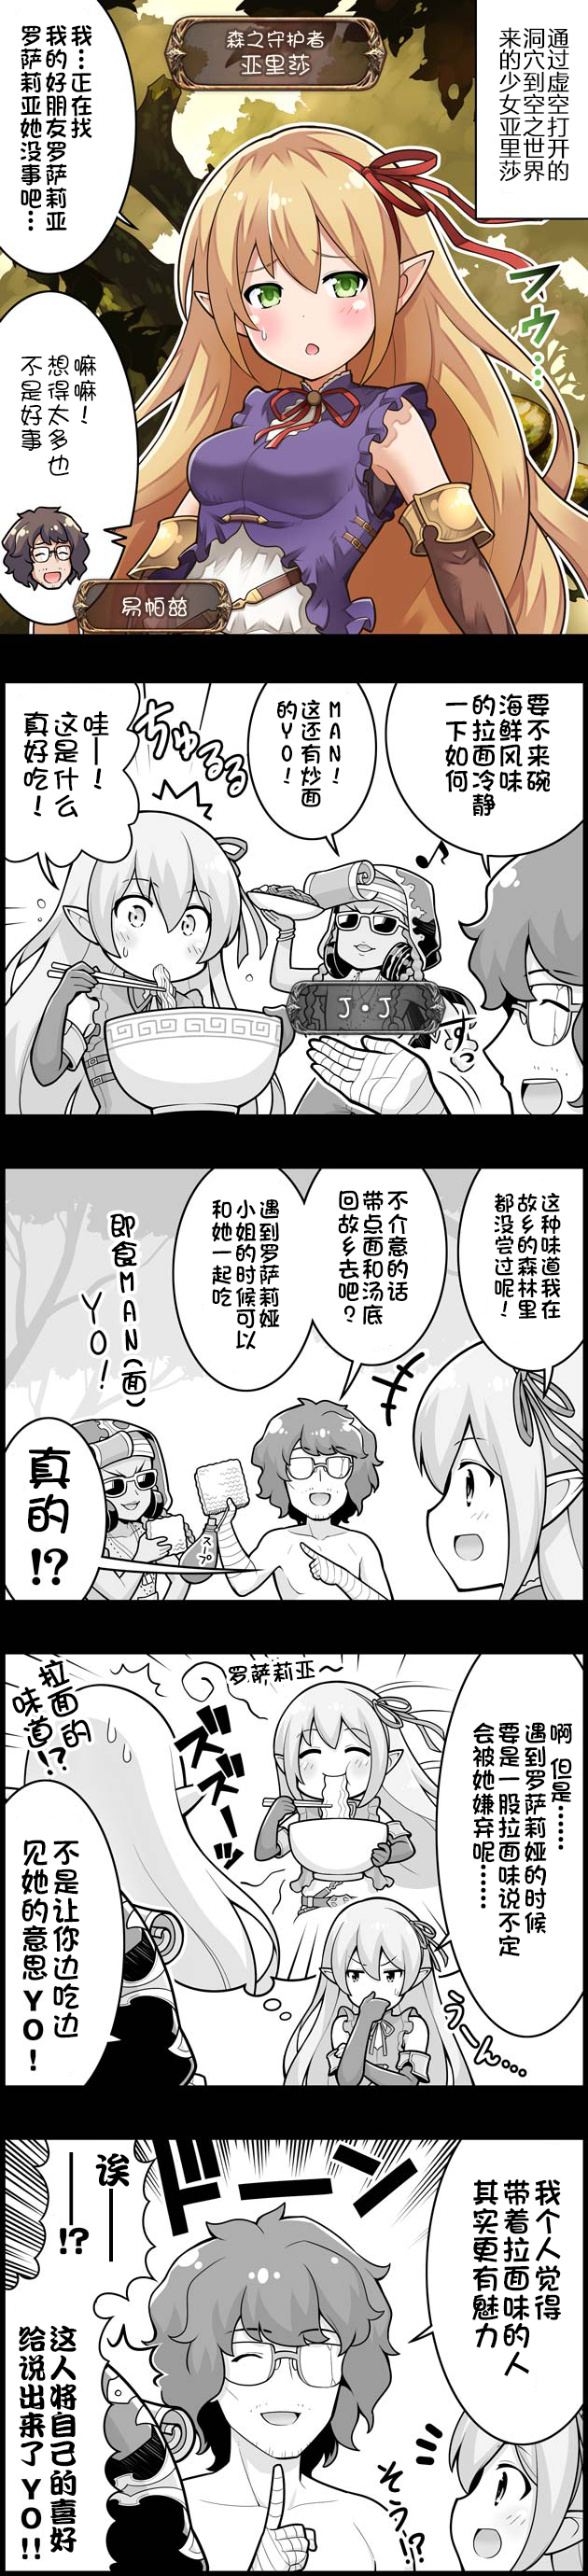 通过虚空打开的
洞穴到空之世界
来的少女亚里莎
森之守护者
亚里莎
我…正在找
我的好朋友罗萨莉亚
罗萨莉亚她没事吧…
フゥ…
嘛嘛！
想得太多也
不是好事
易帕兹
要不来碗
海鲜风味
的拉面冷静
一下如何
MAN！
这还有炒面
的YO！
ちゅるる
哇—！
这是什么
真好吃！
J・J
すっ
这种味道我在
故乡的森林里
都没尝过呢！
不介意的话
带点面和汤底
回故乡去吧？
遇到罗萨莉娅
小姐的时候可以
和她一起吃
即食MAN（面）
YO！
スープ
真的!?
啊 但是……
遇到罗萨莉娅的时候
要是一股拉面味说不定
会被她嫌弃呢……
罗萨莉亚～
ズズーッ
拉面的
味道!?
うーん…
不是让你边吃边
见她的意思YO！
我个人觉得
带着拉面味的人
其实更有魅力
ドーン
そう!?
诶——
——!?
这人将自己的喜好
给说出来了YO!!